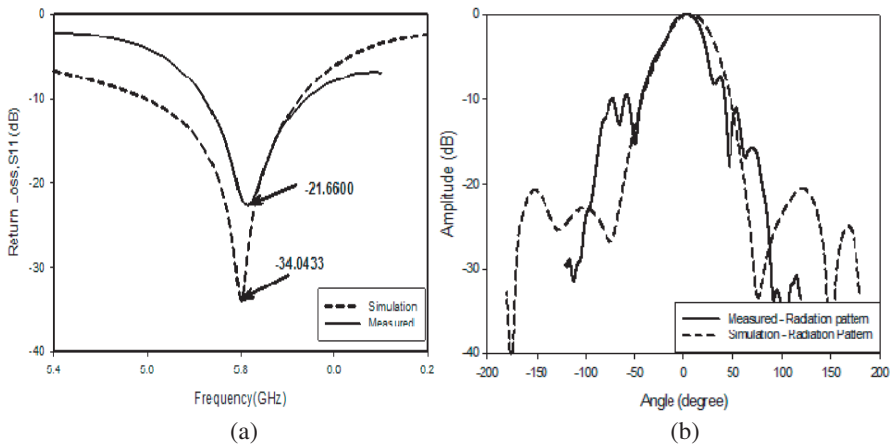 0
-10
-20
-30
-40
Return _oss,S11 (dB)
-21.6600
-34.0433
Simulation
Measured
5.4
5.0
5.8
0.0
0.2
Frequency(GHz)
(a)
0
-10
-20
-30
-40
Amplitude (dB)
Measured - Radiation pattern
Simulation - Radiation Pattern
-200
-150
-100
-50
0
50
100
150
200
Angle (degree)
(b)